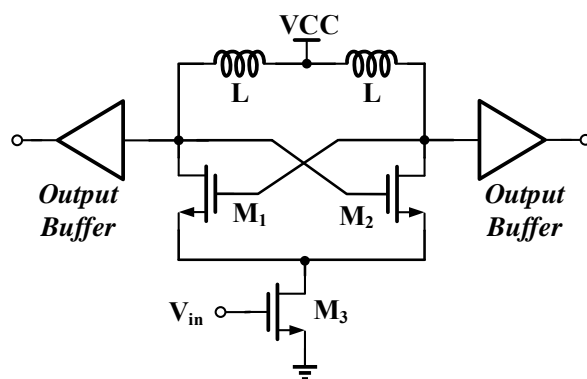 VCC
L L
Output
Buffer
M1
M2
Output
Buffer
Vin
M3